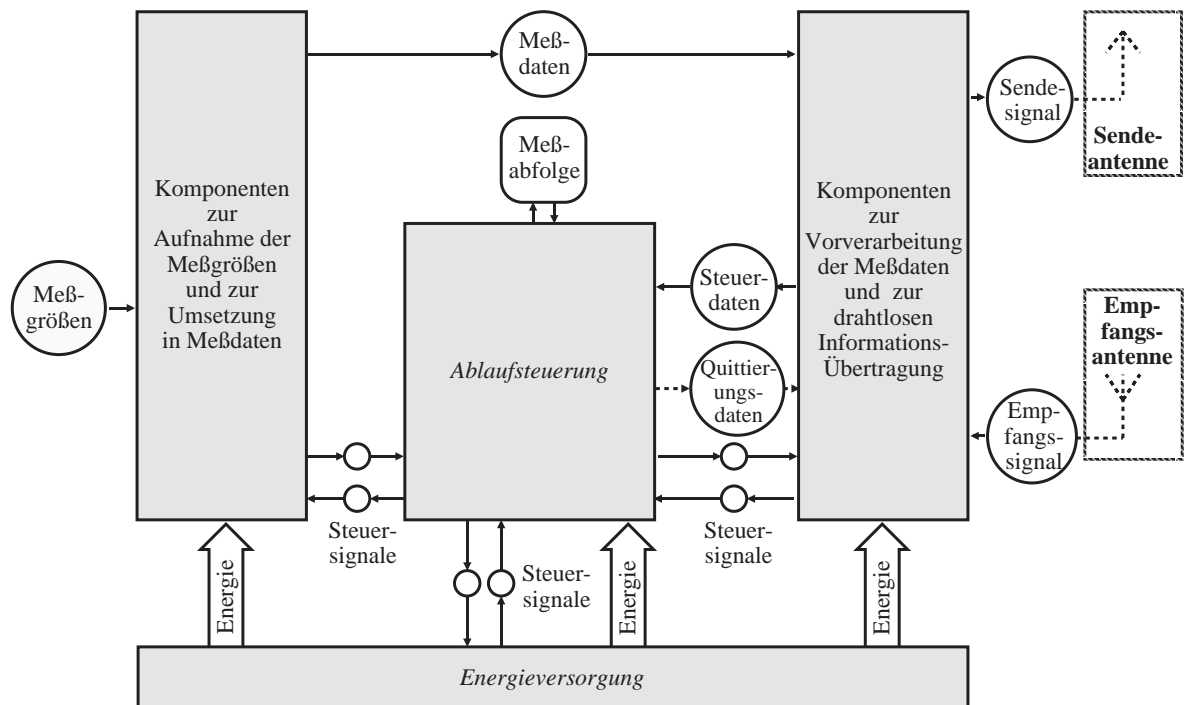 Meß-
daten
Sende-
signal
Sende-
antenne
Meß-
abfolge
Komponenten
zur
Aufnahme der
Meßgrößen
und zur
Umsetzung
in Meßdaten
Komponenten
zur
Vorverarbeitung
der Meßdaten
und zur
drahtlosen
Informations-
Übertragung
Meß-
größen
Steuer-
daten
Emp-
fangs-
antenne
Ablaufsteuerung
Quittier-
ungs-
daten
Emp-
fangs-
signal
Steuer-
signale
Steuer-
signale
Steuer-
signale
Energie
Energie
Energie
Energieversorgung